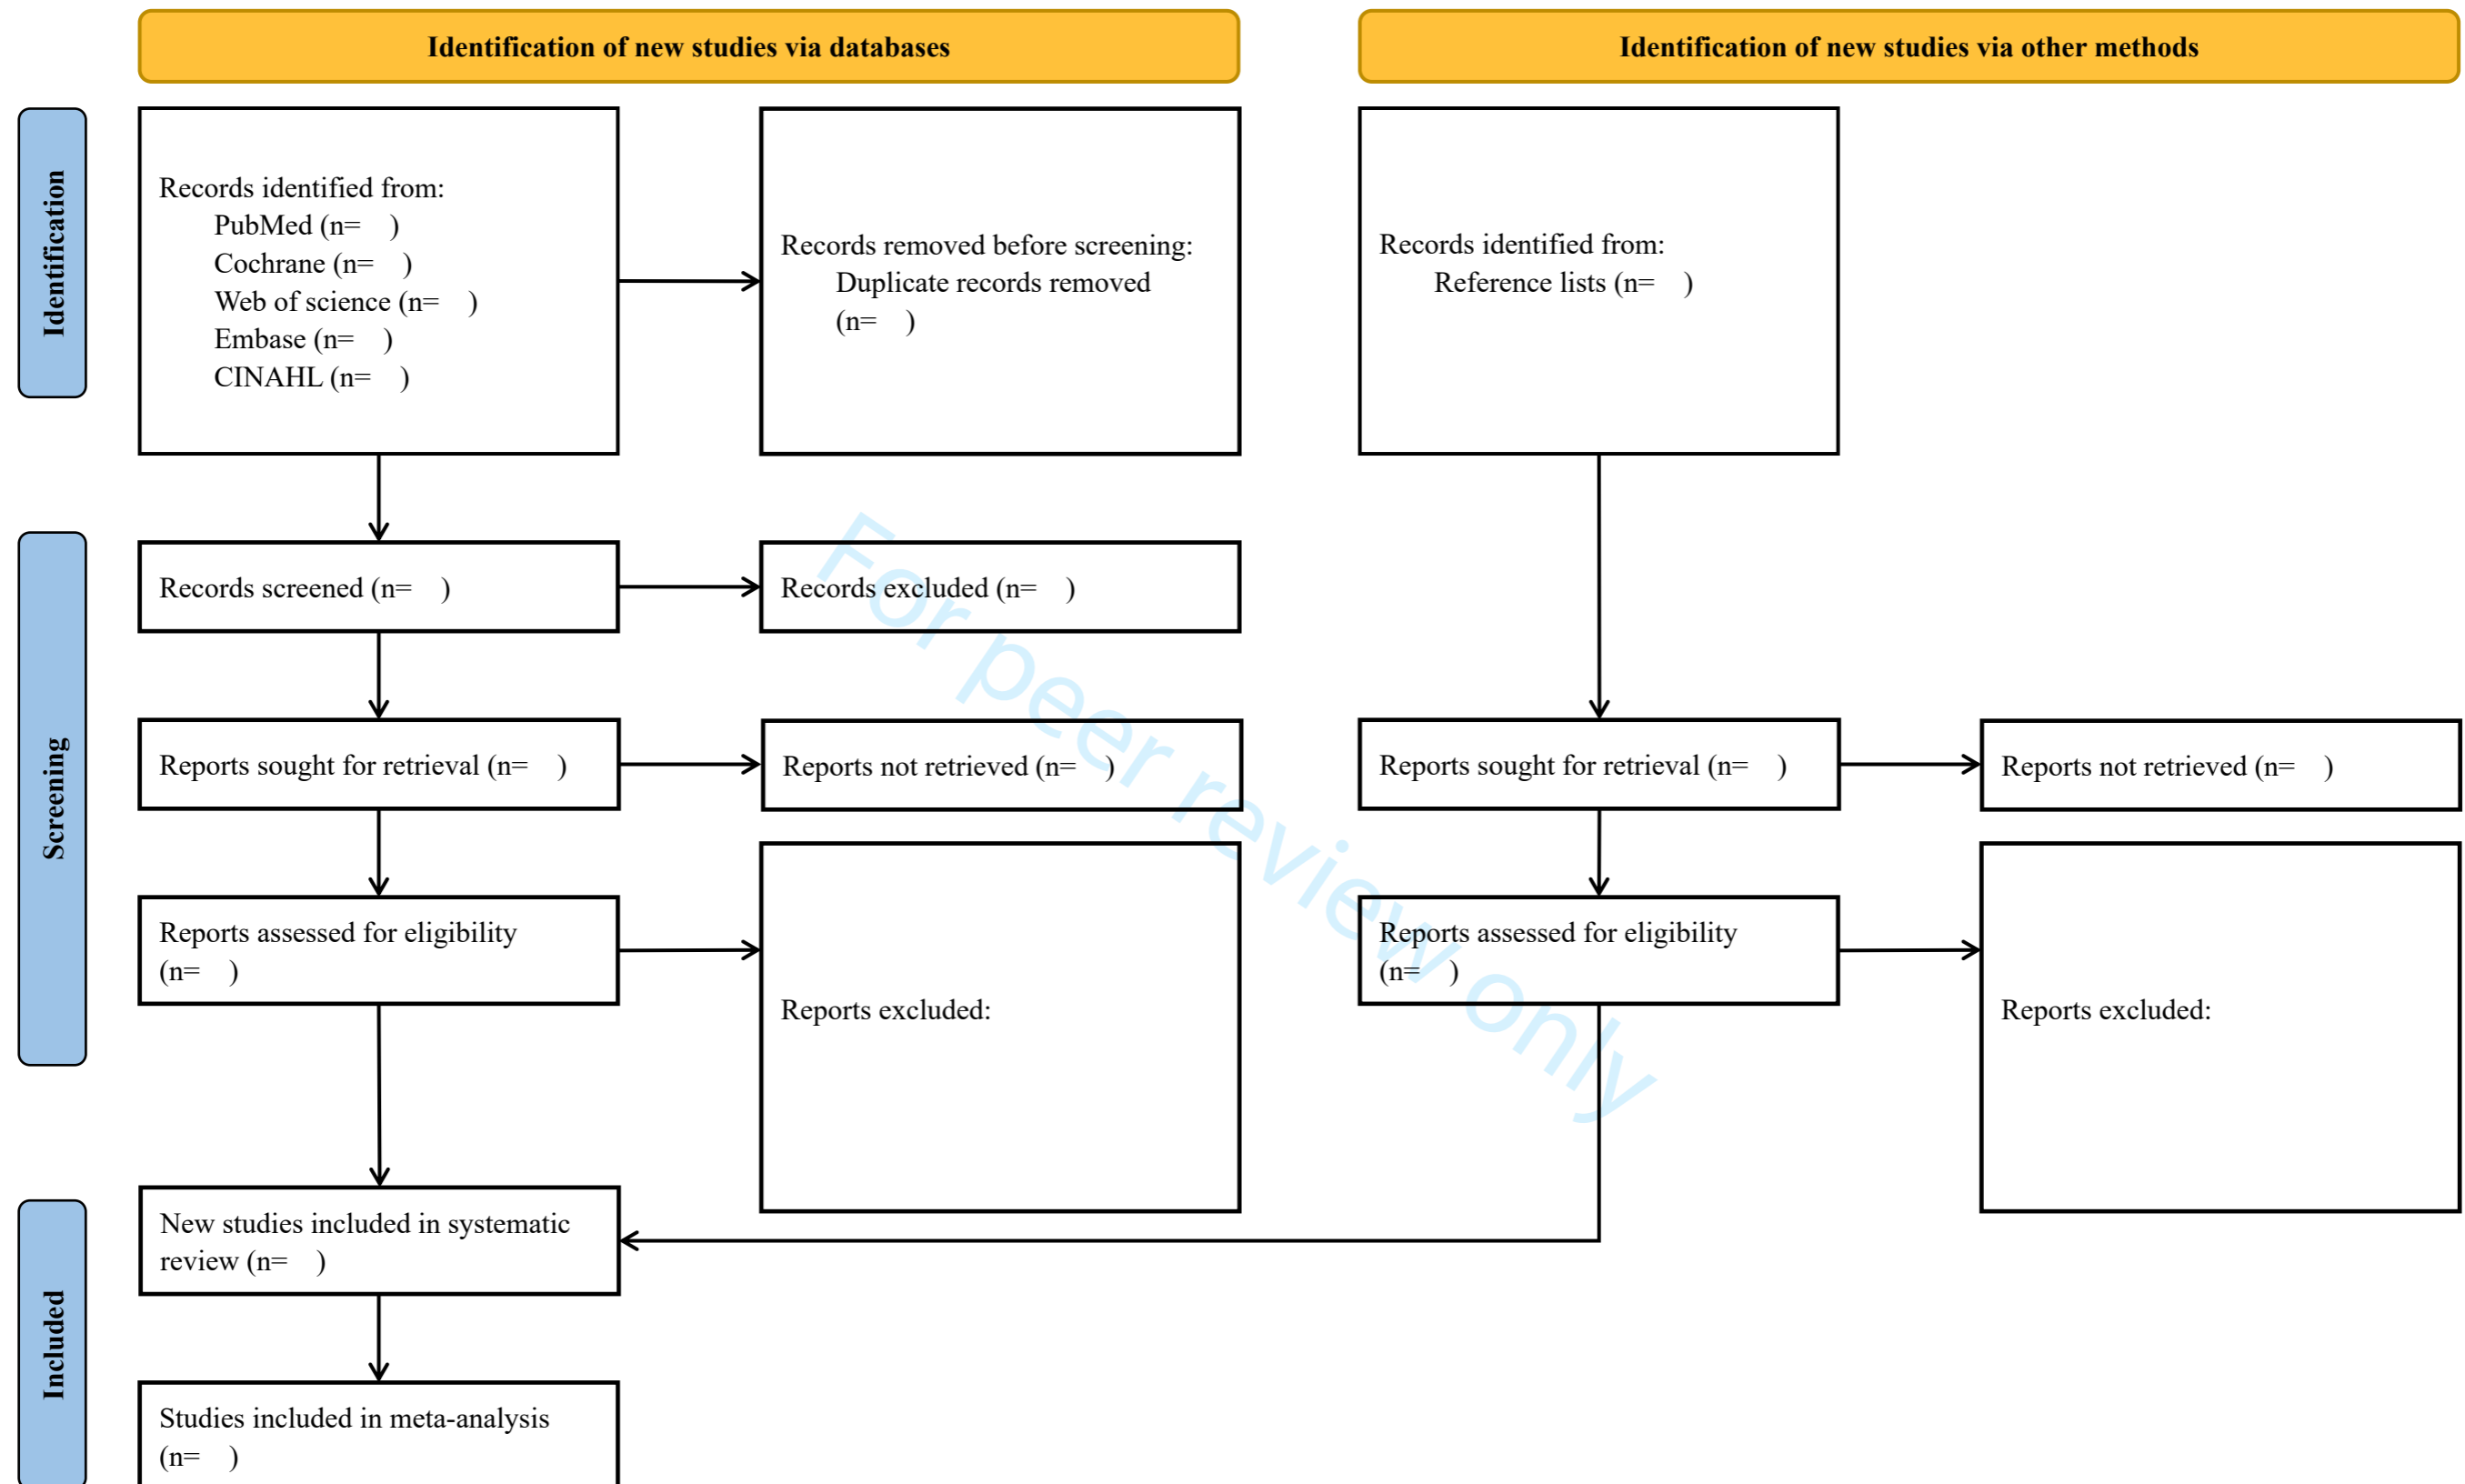 Identification of new studies via databases
Identification of new studies via other methods
Identification
Records identified from:
PubMed (n=    )
Cochrane (n=    )
Web of science (n=    )
Embase (n=    )
CINAHL (n=    )
Records removed before screening:
Duplicate records removed
(n=    )
Records identified from:
Reference lists (n=    )
Screening
Records screened (n=    )
Records excluded (n=    )
Reports sought for retrieval (n=    )
Reports not retrieved (n=    )
Reports sought for retrieval (n=    )
Reports not retrieved (n=    )
Reports assessed for eligibility
(n=    )
Reports excluded:
Reports assessed for eligibility
(n=    )
Reports excluded:
Included
New studies included in systematic
review (n=    )
Studies included in meta-analysis
(n=    )
For peer review only